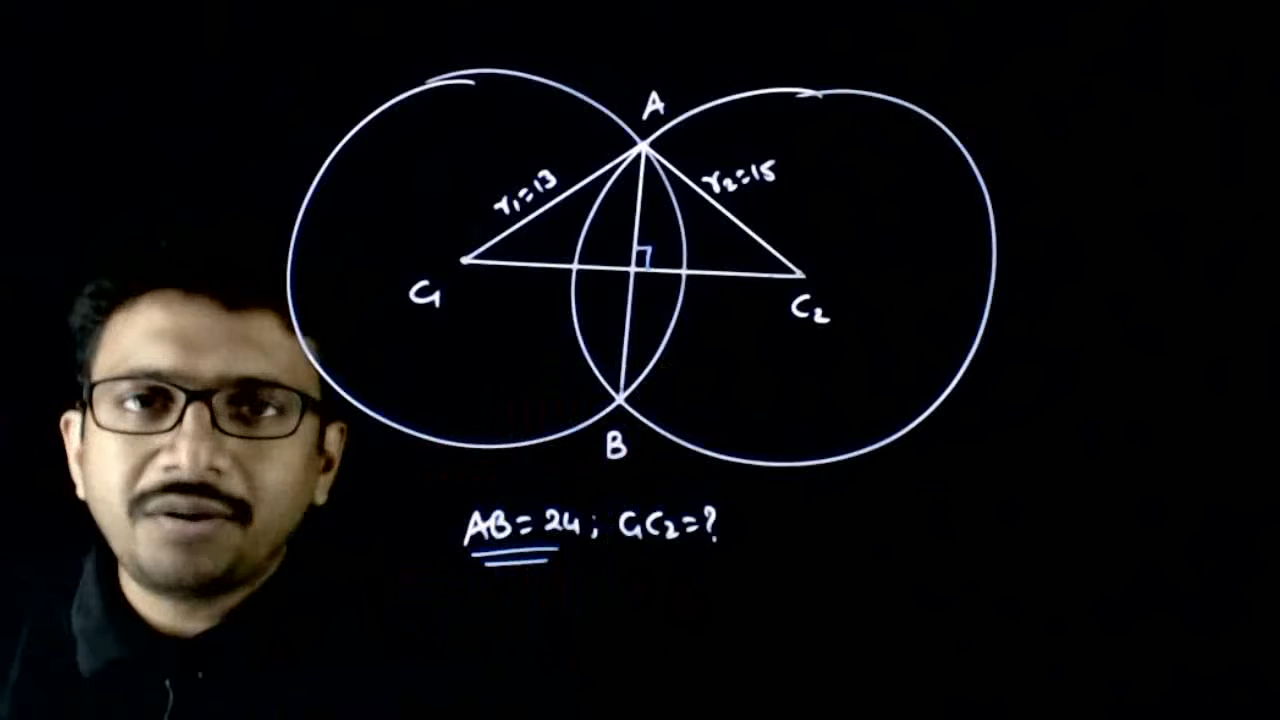 A
r₁=13
r₂=15
C₁
C₂
B
AB=24; C₁C₂=?